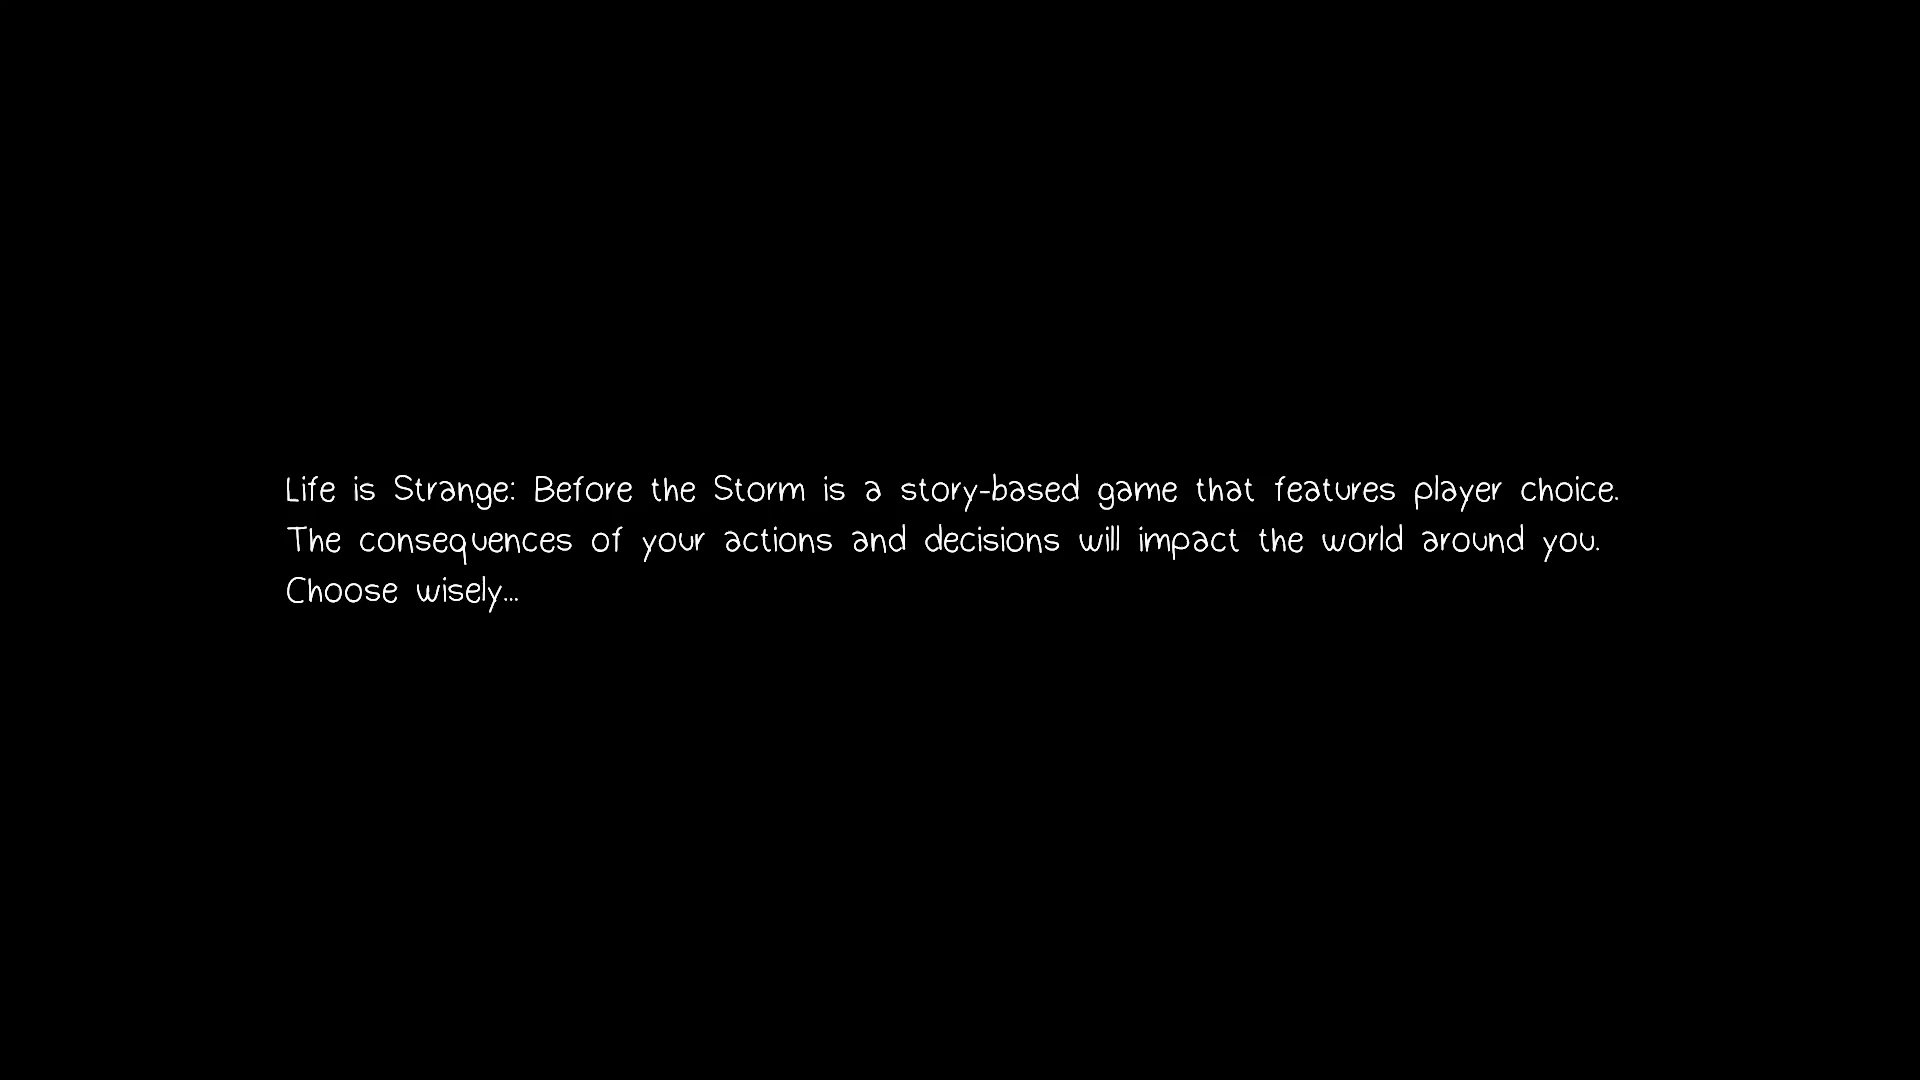 Life is Strange: Before the Storm is a story-based game that features player choice.
The consequences of your actions and decisions will impact the world around you.
Choose wisely...